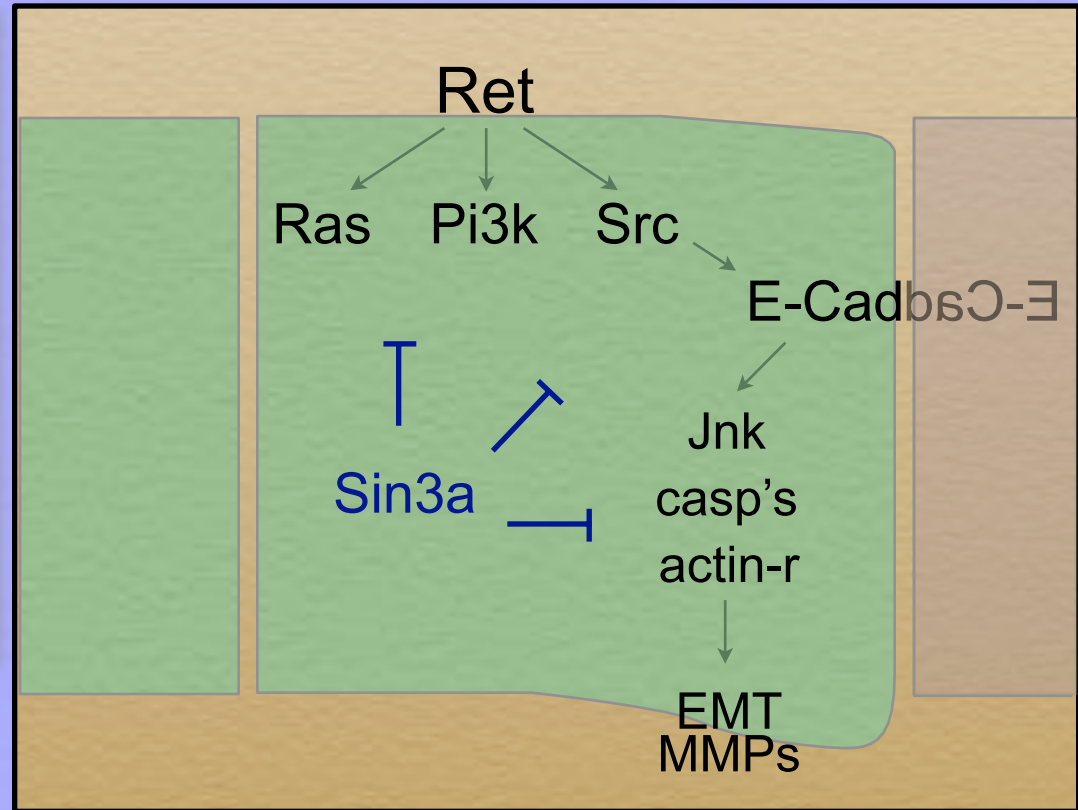 Ret
Ras Pi3k Src
E-Cad E-Cad
Jnk
Sin3a
casp's
actin-r
EMT
MMPs